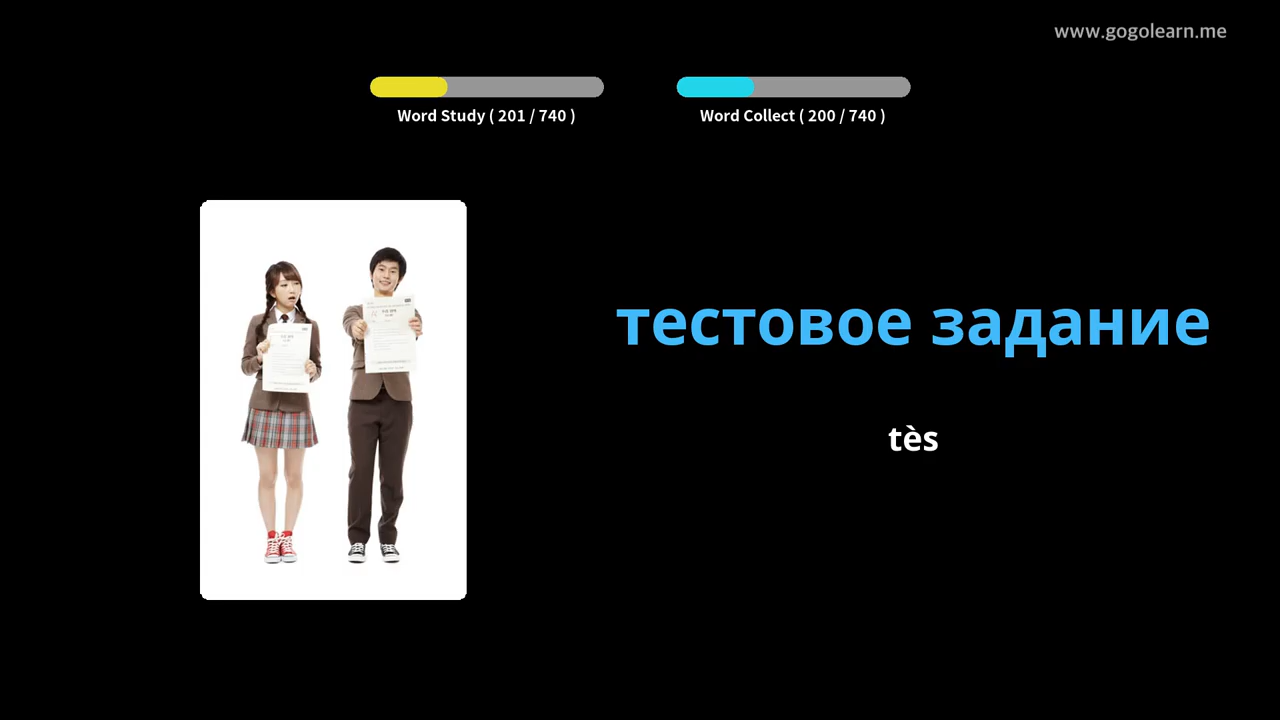 www.gogolearn.me
Word Study ( 201 / 740 )
Word Collect ( 200 / 740 )
тестовое задание
tès